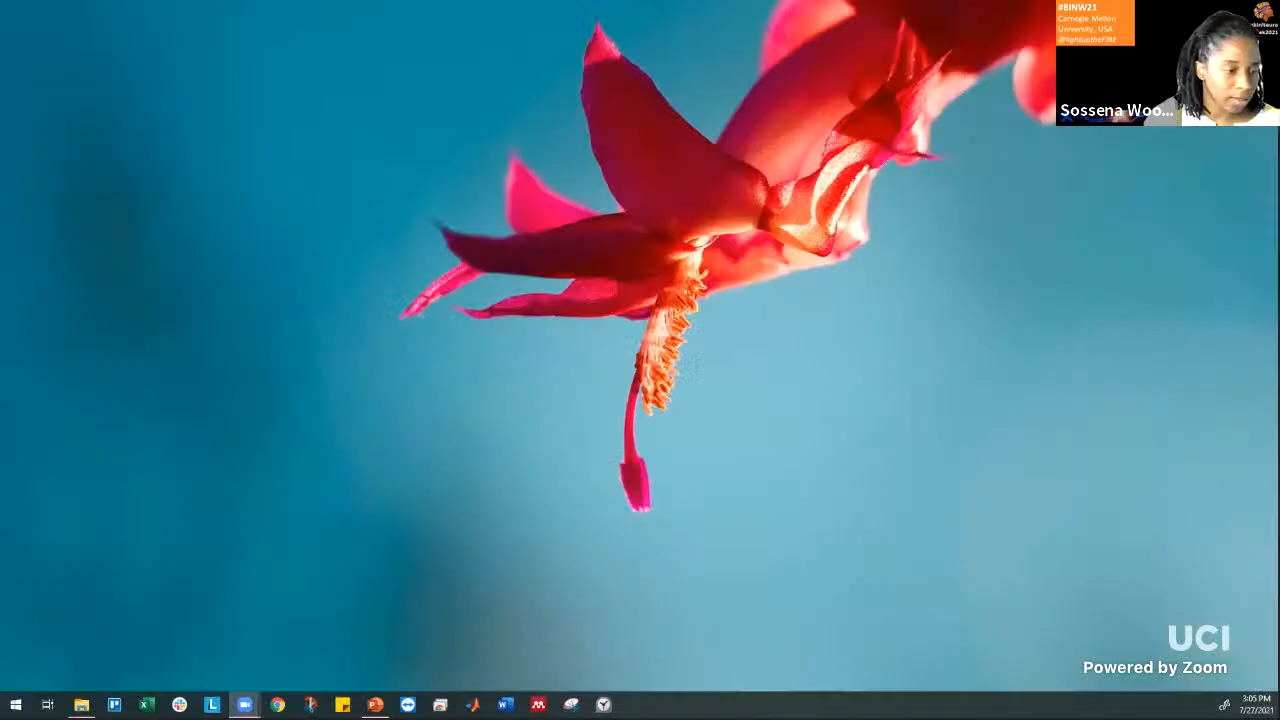 #BINW21
Carnegie Mellon
University, USA
@lightuptheFIRE
Sossena Woo...
UCI
Powered by Zoom
3:05 PM
7/27/2021